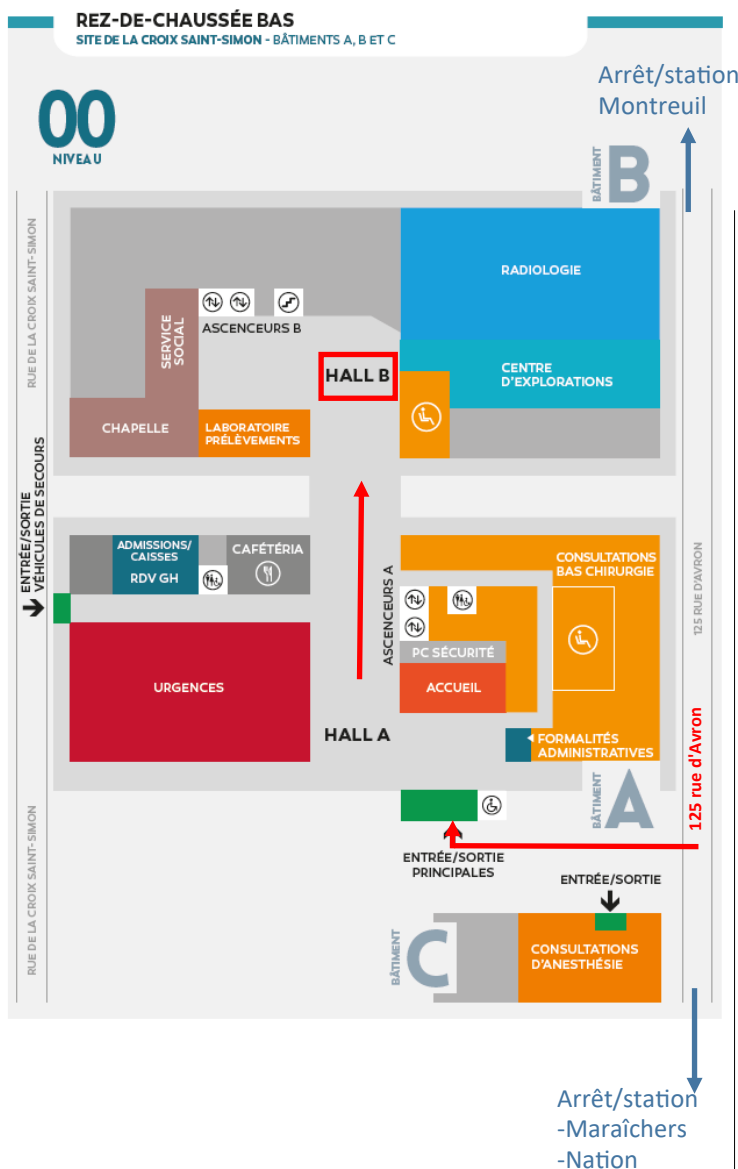 REZ-DE-CHAUSSÉE BAS
SITE DE LA CROIX SAINT-SIMON - BÂTIMENTS A, B ET C
Arrêt/station
Montreuil
00
NIVEAU
BÂTIMENT
B
RUE DE LA CROIX SAINT-SIMON
RADIOLOGIE
ASCENCEURS B
SERVICE
SOCIAL
HALL B
CENTRE
D'EXPLORATIONS
CHAPELLE
LABORATOIRE
PRÉLÈVEMENTS
ENTRÉE/SORTIE
VÉHICULES DE SECOURS
ADMISSIONS/
CAISSES
RDV GH
CAFÉTÉRIA
ASCENCEURS A
CONSULTATIONS
BAS CHIRURGIE
125 RUE D'AVRON
PC SÉCURITÉ
URGENCES
ACCUEIL
HALL A
FORMALITÉS
ADMINISTRATIVES
125 rue d'Avron
BÂTIMENT
A
RUE DE LA CROIX SAINT-SIMON
ENTRÉE/SORTIE
PRINCIPALES
ENTRÉE/SORTIE
BÂTIMENT
C
CONSULTATIONS
D'ANESTHÉSIE
Arrêt/station
-Maraîchers
-Nation